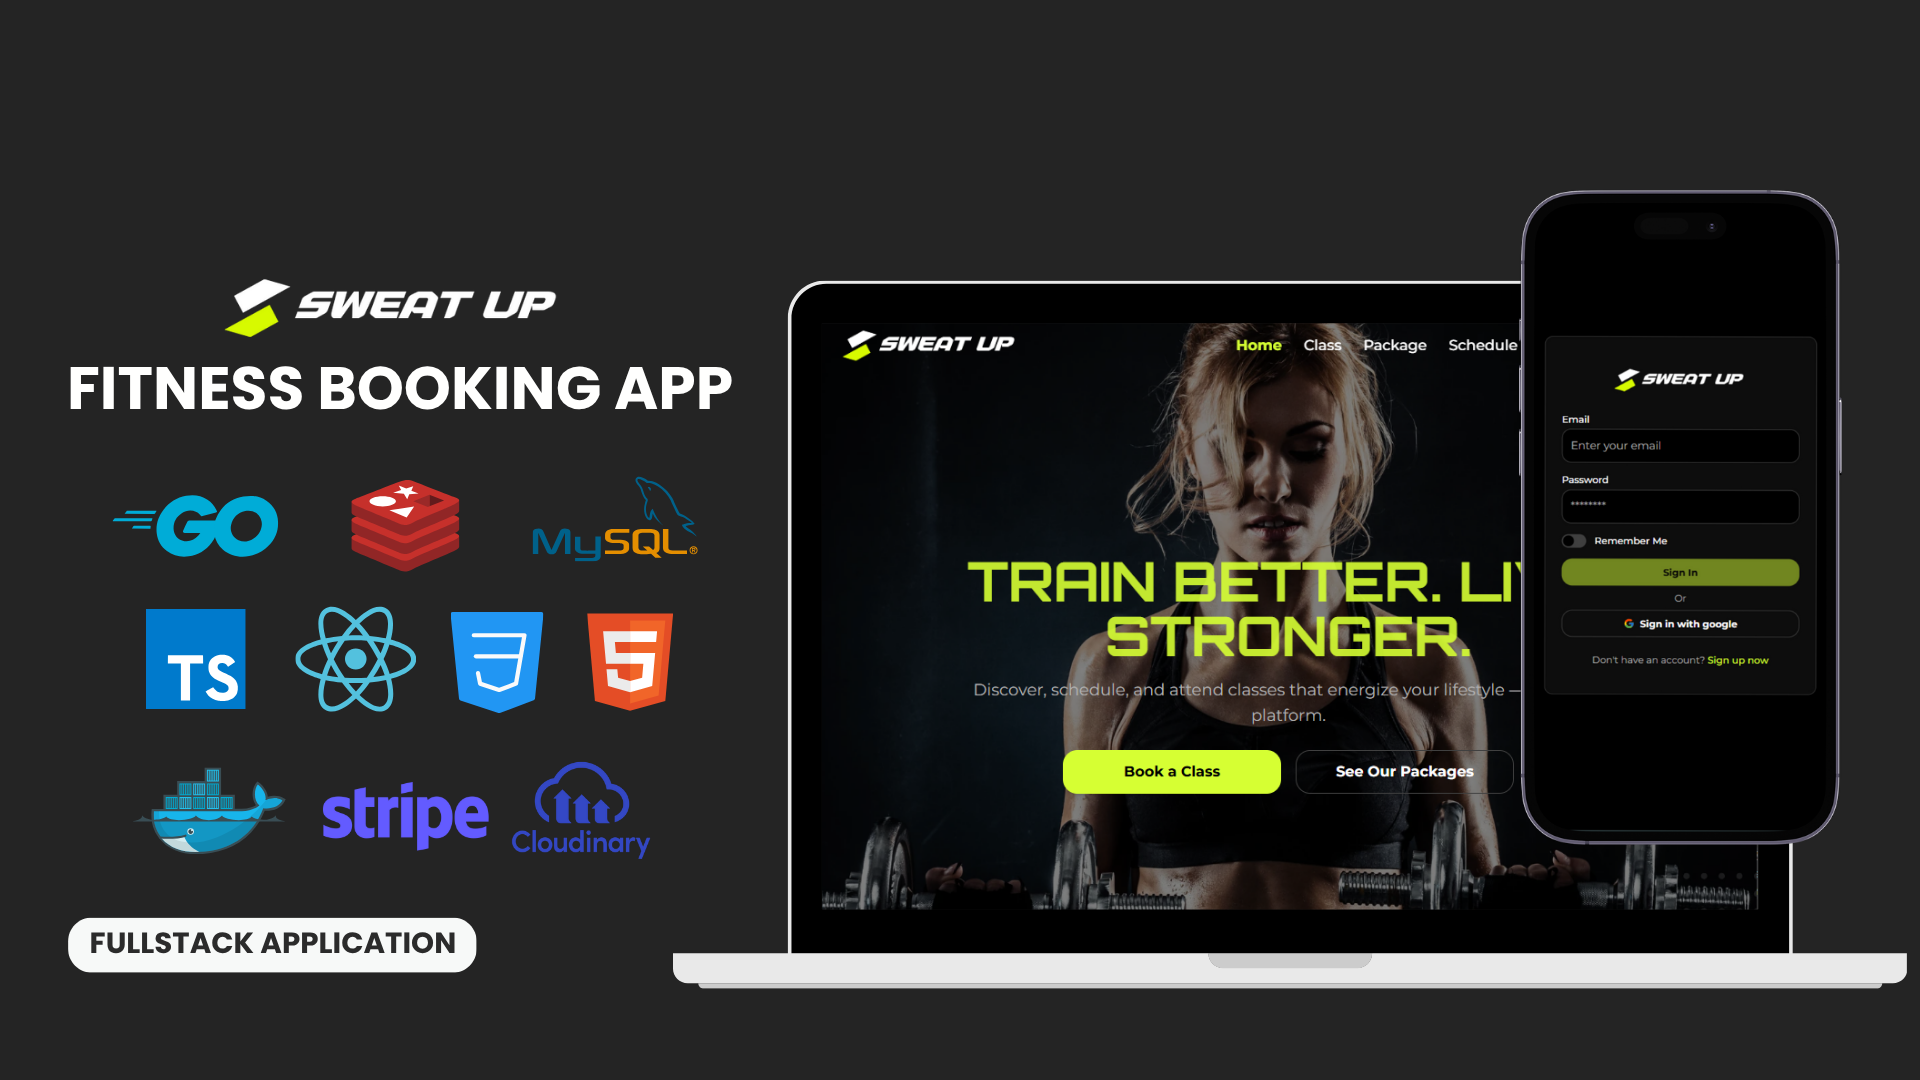 SWEAT UP
FITNESS BOOKING APP
GO
MySQL®
TS
3
5
stripe
Cloudinary
FULLSTACK APPLICATION
SWEAT UP
Home Class Package Schedule
TRAIN BETTER. LI
STRONGER.
Discover, schedule, and attend classes that energize your lifestyle —
platform.
Book a Class
See Our Packages
SWEAT UP
Email
Enter your email
Password
********
Remember Me
Sign In
Or
G Sign in with google
Don't have an account? Sign up now